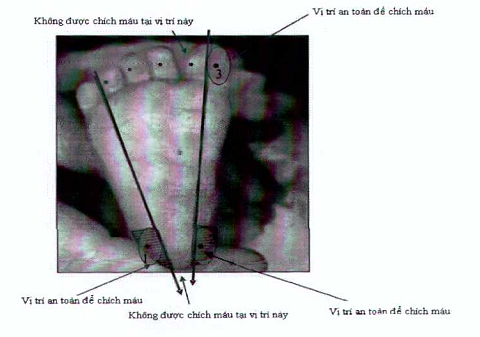 Vị trí an toàn để chích máu
Không được chích máu tại vị trí này
3
Vị trí an toàn để chích máu
Không được chích máu tại vị trí này
Vị trí an toàn để chích máu